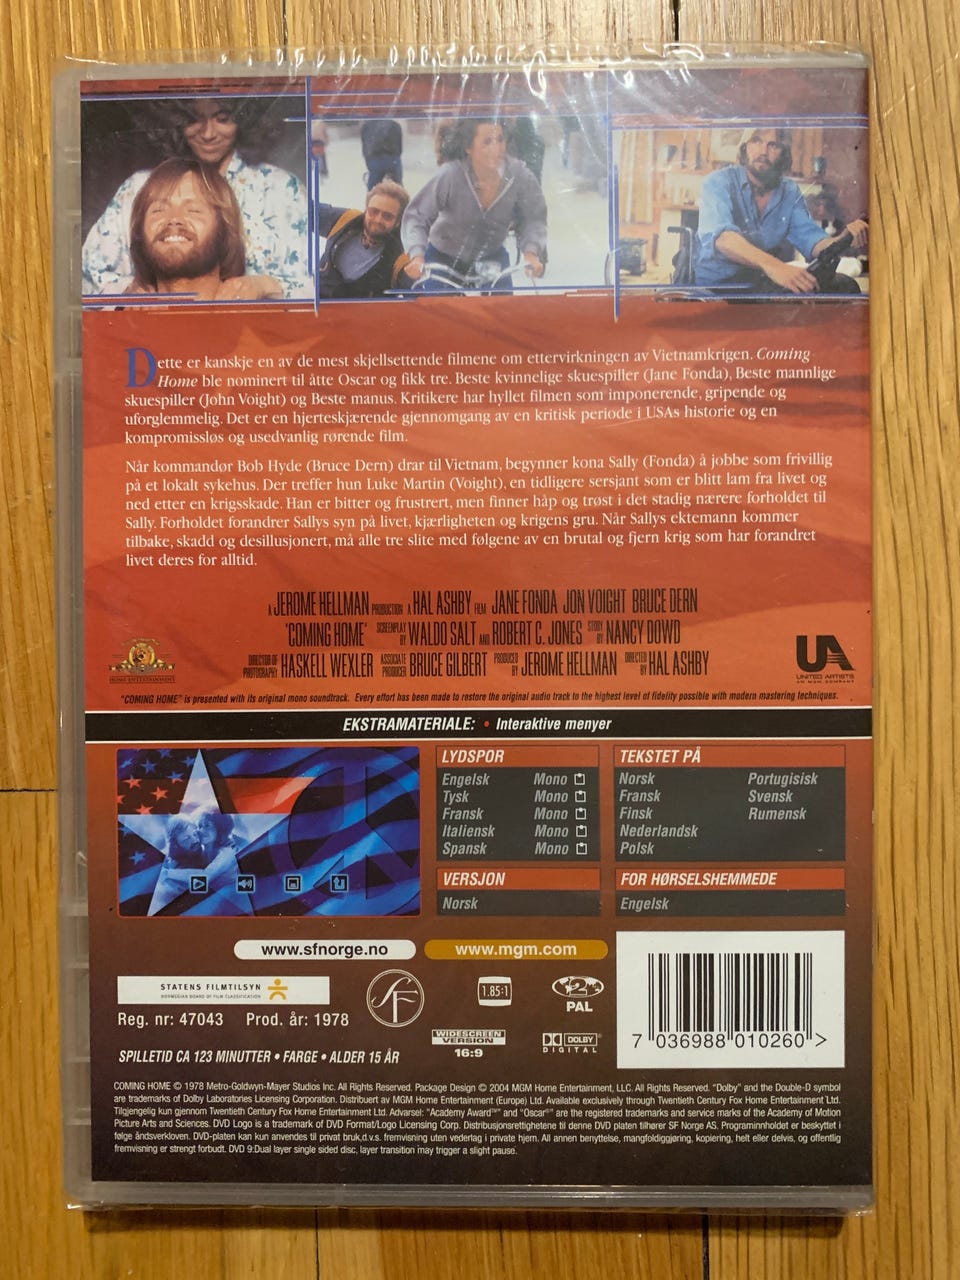 Dette er kanskje en av de mest skjellsettende filmene om ettervirkningen av Vietnamkrigen. Coming
Home ble nominert til åtte Oscar og fikk tre. Beste kvinnelige skuespiller (Jane Fonda), Beste mannlige
skuespiller (John Voight) og Beste manus. Kritikere har hyllet filmen som imponerende, gripende og
uforglemmelig. Det er en hjerteskjærende gjennomgang av en kritisk periode i USAs historie og en
kompromissløs og usedvanlig rørende film.
Når kommandør Bob Hyde (Bruce Dern) drar til Vietnam, begynner kona Sally (Fonda) å jobbe som frivillig
på et lokalt sykehus. Der treffer hun Luke Martin (Voight), en tidligere sersjant som er blitt lam fra livet og
ned etter en krigsskade. Han er bitter og frustrert, men finner håp og trøst i det stadig nærere forholdet til
Sally. Forholdet forandrer Sallys syn på livet, kjærligheten og krigens gru. Når Sallys ektemann kommer
tilbake, skadd og desillusjonert, må alle tre slite med følgene av en brutal og fjern krig som har forandret
livet deres for alltid.
A JEROME HELLMAN PRODUCTION A HAL ASHBY FILM JANE FONDA JON VOIGHT BRUCE DERN
'COMING HOME' SCREENPLAY BY WALDO SALT AND ROBERT C. JONES STORY BY NANCY DOWD
DIRECTOR OF PHOTOGRAPHY HASKELL WEXLER ASSOCIATE PRODUCER BRUCE GILBERT PRODUCED BY JEROME HELLMAN DIRECTED BY HAL ASHBY
HOME ENTERTAINMENT
UA
UNITED ARTISTS
AN MGM COMPANY
"COMING HOME" is presented with its original mono soundtrack. Every effort has been made to restore the original audio track to the highest level of fidelity possible with modern mastering techniques.
EKSTRAMATERIALE: • Interaktive menyer
LYDSPOR
Engelsk Mono
Tysk Mono
Fransk Mono
Italiensk Mono
Spansk Mono
TEKSTET PÅ
Norsk Portugisisk
Fransk Svensk
Finsk Rumensk
Nederlandsk
Polsk
VERSJON
Norsk
FOR HØRSELSHEMMEDE
Engelsk
www.sfnorge.no
www.mgm.com
STATENS FILMTILSYN
NORWEGIAN BOARD OF FILM CLASSIFICATION
Reg. nr: 47043 Prod. år: 1978
SF
1.85:1
WIDESCREEN
VERSION
16:9
2
PAL
DOLBY
DIGITAL
7 036988 010260 >
SPILLETID CA 123 MINUTTER • FARGE • ALDER 15 ÅR
COMING HOME © 1978 Metro-Goldwyn-Mayer Studios Inc. All Rights Reserved. Package Design © 2004 MGM Home Entertainment, LLC. All Rights Reserved. "Dolby" and the Double-D symbol
are trademarks of Dolby Laboratories Licensing Corporation. Distribuert av MGM Home Entertainment (Europe) Ltd. Available exclusively through Twentieth Century Fox Home Entertainment Ltd.
Tilgjengelig kun gjennom Twentieth Century Fox Home Entertainment Ltd. Advarsel: "Academy Award®" and "Oscar®" are the registered trademarks and service marks of the Academy of Motion
Picture Arts and Sciences. DVD Logo is a trademark of DVD Format/Logo Licensing Corp. Distribusjonsrettighetene til denne DVD platen tilhører SF Norge AS. Programinnholdet er beskyttet i
følge åndsverkloven. DVD-platen kan kun anvendes til privat bruk,d.v.s. fremvisning uten vederlag i private hjem. All annen benyttelse, mangfoldiggjøring, kopiering, helt eller delvis, og offentlig
fremvisning er strengt forbudt. DVD 9:Dual layer single sided disc, layer transition may trigger a slight pause.